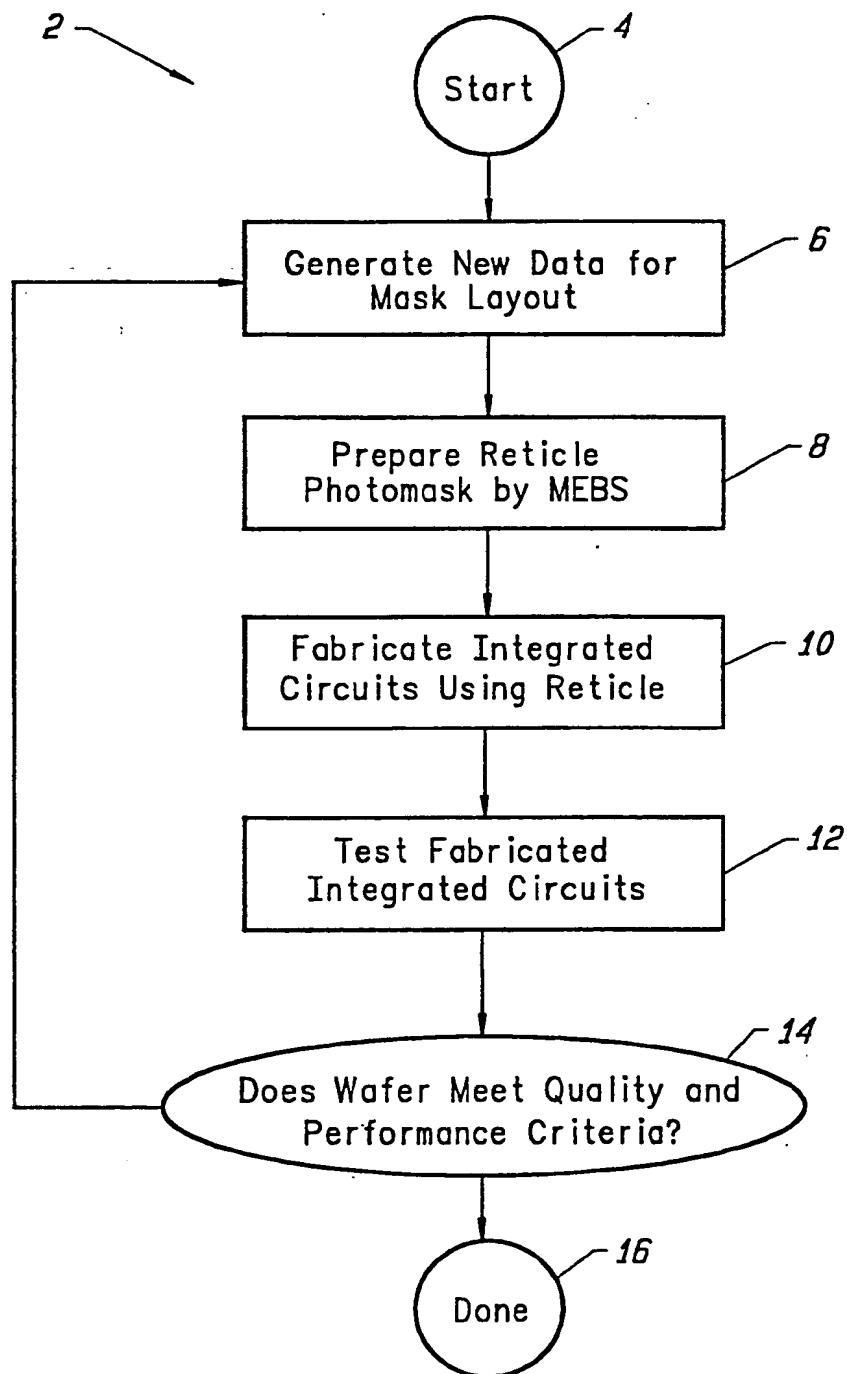 2
4
Start
6
Generate New Data for
Mask Layout
8
Prepare Reticle
Photomask by MEBS
10
Fabricate Integrated
Circuits Using Reticle
12
Test Fabricated
Integrated Circuits
14
Does Wafer Meet Quality and
Performance Criteria?
16
Done